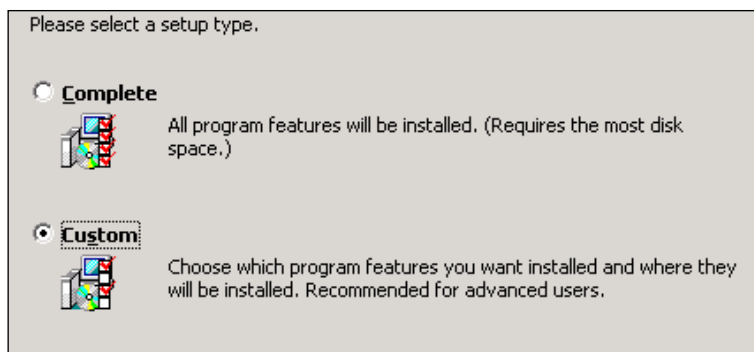 Please select a setup type.
Complete
All program features will be installed. (Requires the most disk
space.)
Custom
Choose which program features you want installed and where they
will be installed. Recommended for advanced users.